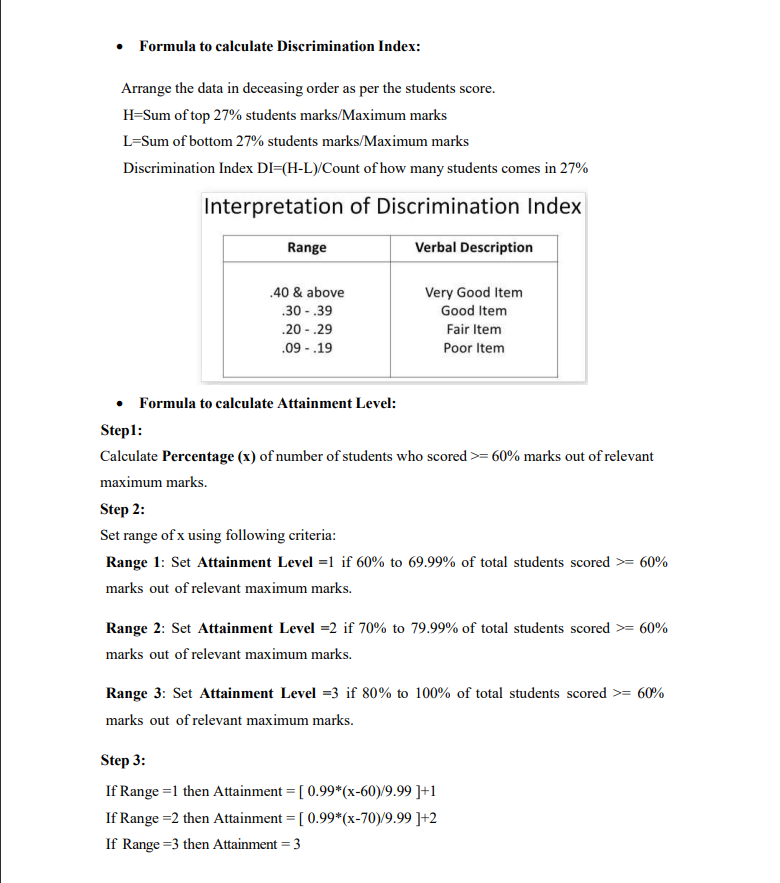 • Formula to calculate Discrimination Index:
Arrange the data in deceasing order as per the students score.
H=Sum of top 27% students marks/Maximum marks
L=Sum of bottom 27% students marks/Maximum marks
Discrimination Index DI=(H-L)/Count of how many students comes in 27%
Interpretation of Discrimination Index
Range Verbal Description
.40 & above Very Good Item
.30 - .39 Good Item
.20 - .29 Fair Item
.09 - .19 Poor Item
• Formula to calculate Attainment Level:
Step1:
Calculate Percentage (x) of number of students who scored >= 60% marks out of relevant
maximum marks.
Step 2:
Set range of x using following criteria:
Range 1: Set Attainment Level =1 if 60% to 69.99% of total students scored >= 60%
marks out of relevant maximum marks.
Range 2: Set Attainment Level =2 if 70% to 79.99% of total students scored >= 60%
marks out of relevant maximum marks.
Range 3: Set Attainment Level =3 if 80% to 100% of total students scored >= 60%
marks out of relevant maximum marks.
Step 3:
If Range =1 then Attainment = [ 0.99*(x-60)/9.99 ]+1
If Range =2 then Attainment = [ 0.99*(x-70)/9.99 ]+2
If Range =3 then Attainment = 3